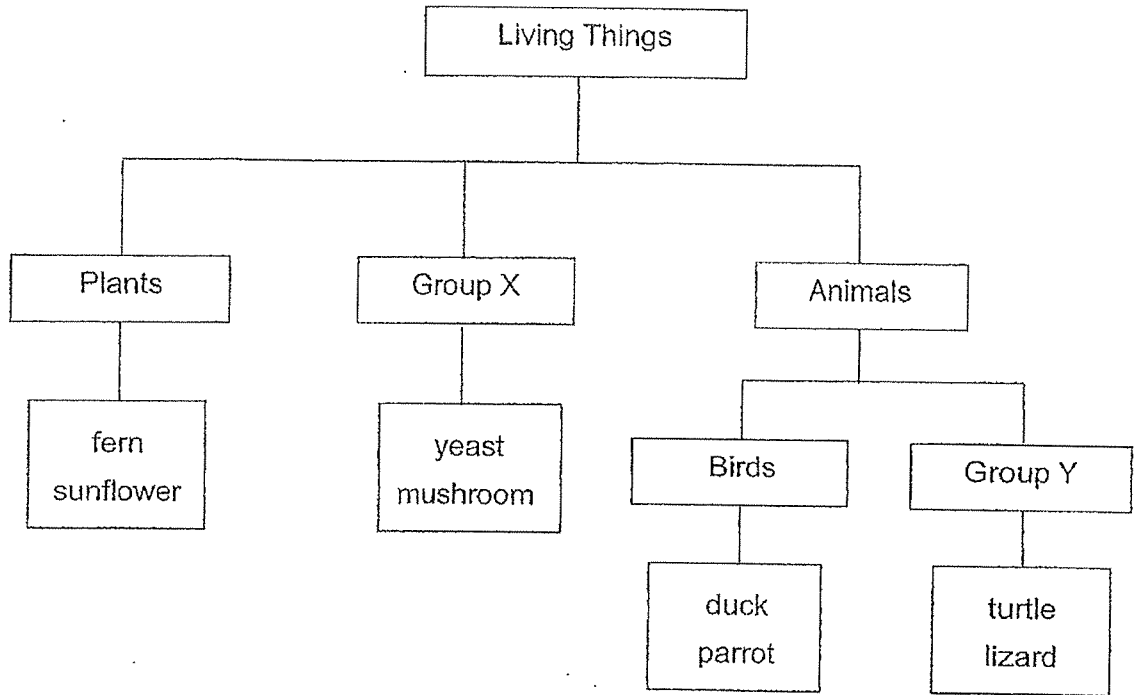 Living Things
Plants
Group X
Animals
fern
sunflower
yeast
mushroom
Birds
Group Y
duck
parrot
turtle
lizard